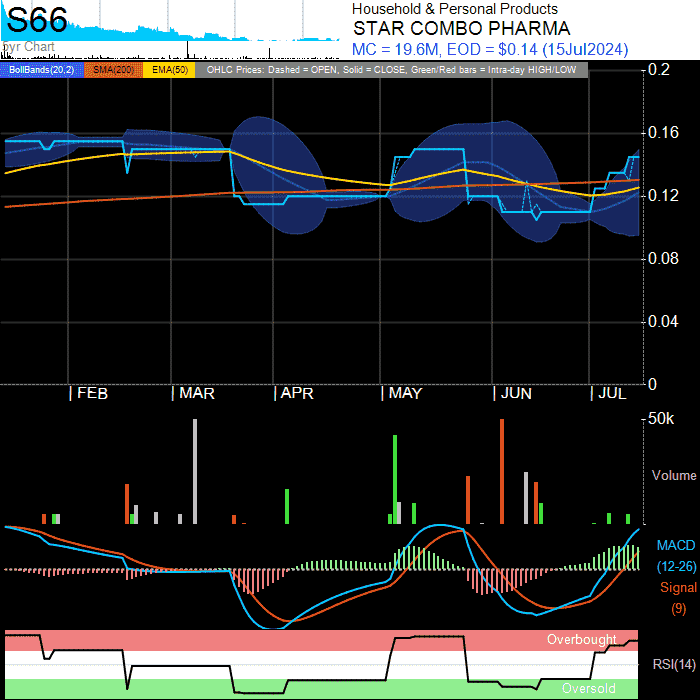 S66
5yr Chart
Household & Personal Products
STAR COMBO PHARMA
MC = 19.6M, EOD = $0.14 (15Jul2024)
BollBands(20,2) SMA(200) EMA(50) OHLC Prices: Dashed = OPEN, Solid = CLOSE, Green/Red bars = Intra-day HIGH/LOW
0.2
0.16
0.12
0.08
0.04
0
FEB MAR APR MAY JUN JUL
50k
Volume
MACD
(12-26)
Signal
(9)
Overbought
RSI(14)
Oversold